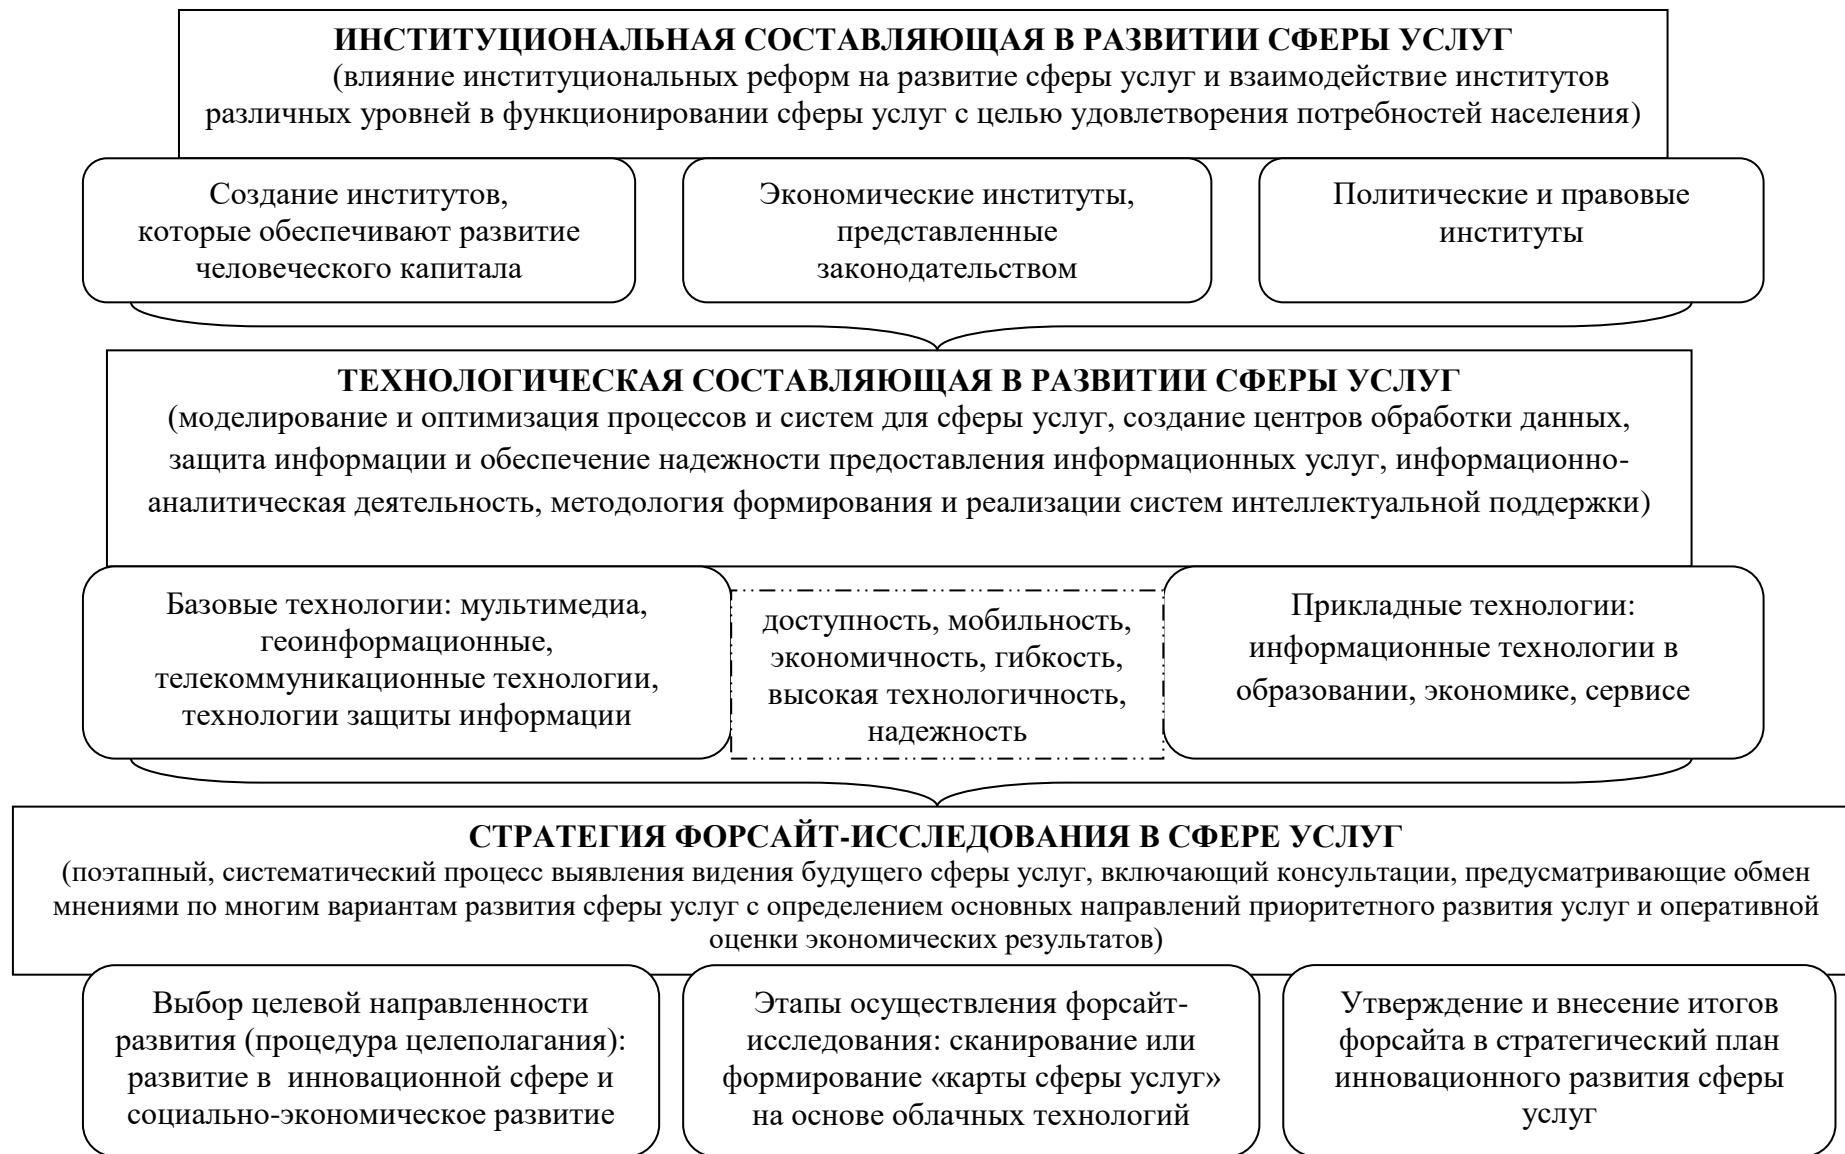 ИНСТИТУЦИОНАЛЬНАЯ СОСТАВЛЯЮЩАЯ В РАЗВИТИИ СФЕРЫ УСЛУГ
(влияние институциональных реформ на развитие сферы услуг и взаимодействие институтов
различных уровней в функционировании сферы услуг с целью удовлетворения потребностей населения)
Создание институтов,
которые обеспечивают развитие
человеческого капитала
Экономические институты,
представленные
законодательством
Политические и правовые
институты
ТЕХНОЛОГИЧЕСКАЯ СОСТАВЛЯЮЩАЯ В РАЗВИТИИ СФЕРЫ УСЛУГ
(моделирование и оптимизация процессов и систем для сферы услуг, создание центров обработки данных,
защита информации и обеспечение надежности предоставления информационных услуг, информационно-
аналитическая деятельность, методология формирования и реализации систем интеллектуальной поддержки)
Базовые технологии: мультимедиа,
геоинформационные,
телекоммуникационные технологии,
технологии защиты информации
доступность, мобильность,
экономичность, гибкость,
высокая технологичность,
надежность
Прикладные технологии:
информационные технологии в
образовании, экономике, сервисе
СТРАТЕГИЯ ФОРСАЙТ-ИССЛЕДОВАНИЯ В СФЕРЕ УСЛУГ
(поэтапный, систематический процесс выявления видения будущего сферы услуг, включающий консультации, предусматривающие обмен
мнениями по многим вариантам развития сферы услуг с определением основных направлений приоритетного развития услуг и оперативной
оценки экономических результатов)
Выбор целевой направленности
развития (процедура целеполагания):
развитие в инновационной сфере и
социально-экономическое развитие
Этапы осуществления форсайт-
исследования: сканирование или
формирование «карты сферы услуг»
на основе облачных технологий
Утверждение и внесение итогов
форсайта в стратегический план
инновационного развития сферы
услуг